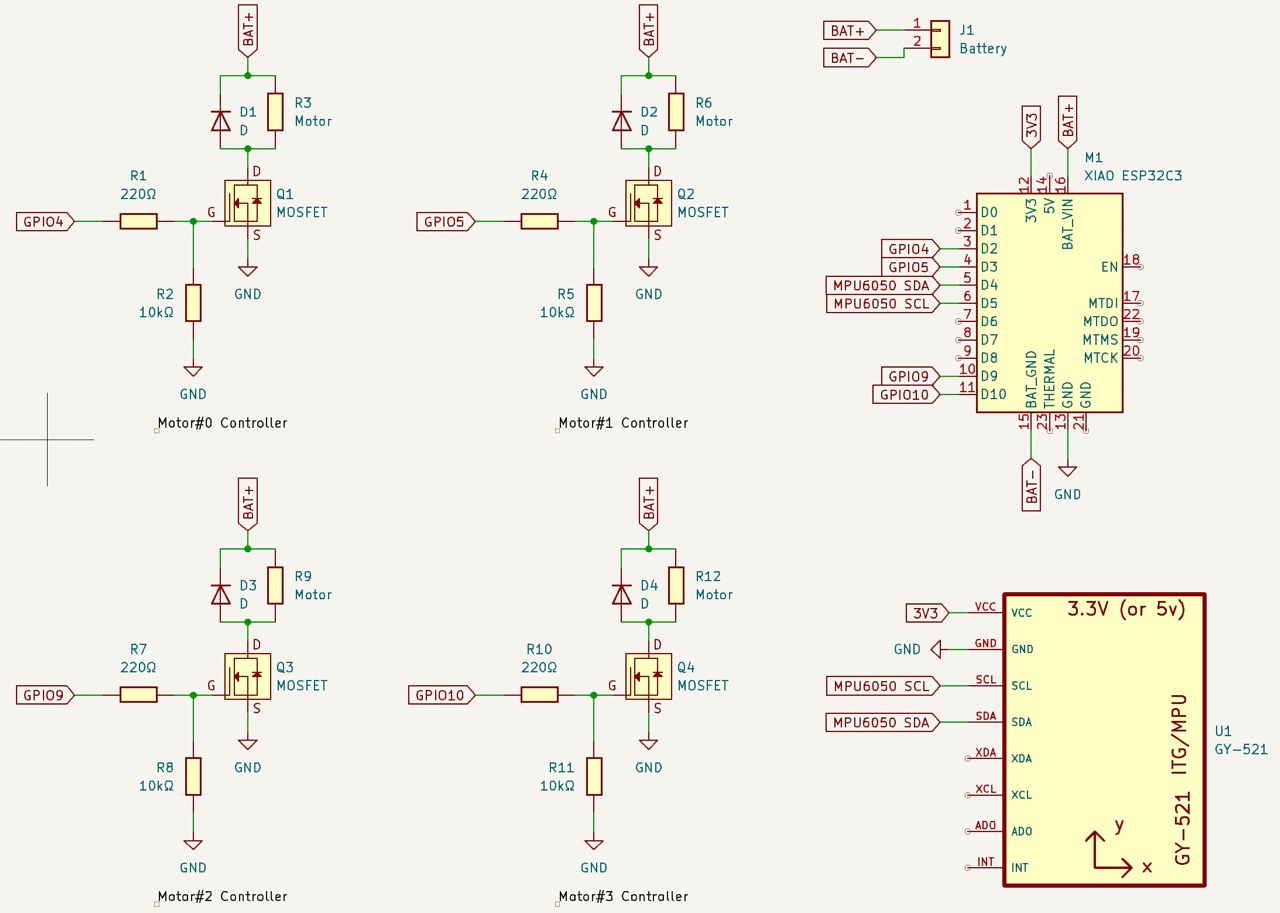 BAT+
D1
D
R3
Motor
R1
220Ω
GPIO4
G
D
S
Q1
MOSFET
GND
R2
10kΩ
GND
Motor#0 Controller
BAT+
D2
D
R6
Motor
R4
220Ω
GPIO5
G
D
S
Q2
MOSFET
GND
R5
10kΩ
GND
Motor#1 Controller
BAT+
D3
D
R9
Motor
R7
220Ω
GPIO9
G
D
S
Q3
MOSFET
GND
R8
10kΩ
GND
Motor#2 Controller
BAT+
D4
D
R12
Motor
R10
220Ω
GPIO10
G
D
S
Q4
MOSFET
GND
R11
10kΩ
GND
Motor#3 Controller
BAT+ 1
BAT- 2
J1
Battery
3V3
BAT+
M1
XIAO ESP32C3
12 14 16
3V3
5V
BAT_VIN
1 D0
2 D1
GPIO4 3 D2
GPIO5 4 D3
MPU6050 SDA 5 D4
MPU6050 SCL 6 D5
7 D6
8 D7
9 D8
GPIO9 10 D9
GPIO10 11 D10
EN 18
MTDI 17
MTDO 22
MTMS 19
MTCK 20
BAT_GND
THERMAL
GND
GND
15 23 13 21
BAT-
GND
3.3V (or 5v)
3V3 VCC VCC
GND GND GND
MPU6050 SCL SCL SCL
MPU6050 SDA SDA SDA
XDA XDA
XCL XCL
ADO ADO
INT INT
y
x
GY-521 ITG/MPU
U1
GY-521